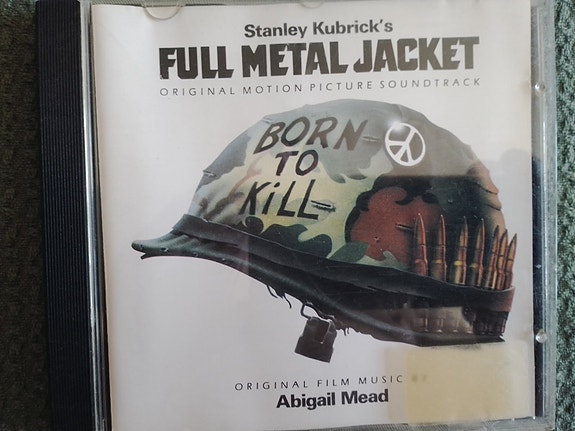 Stanley Kubrick's
FULL METAL JACKET
ORIGINAL MOTION PICTURE SOUNDTRACK
BORN
TO
KiLL
ORIGINAL FILM MUSIC
Abigail Mead